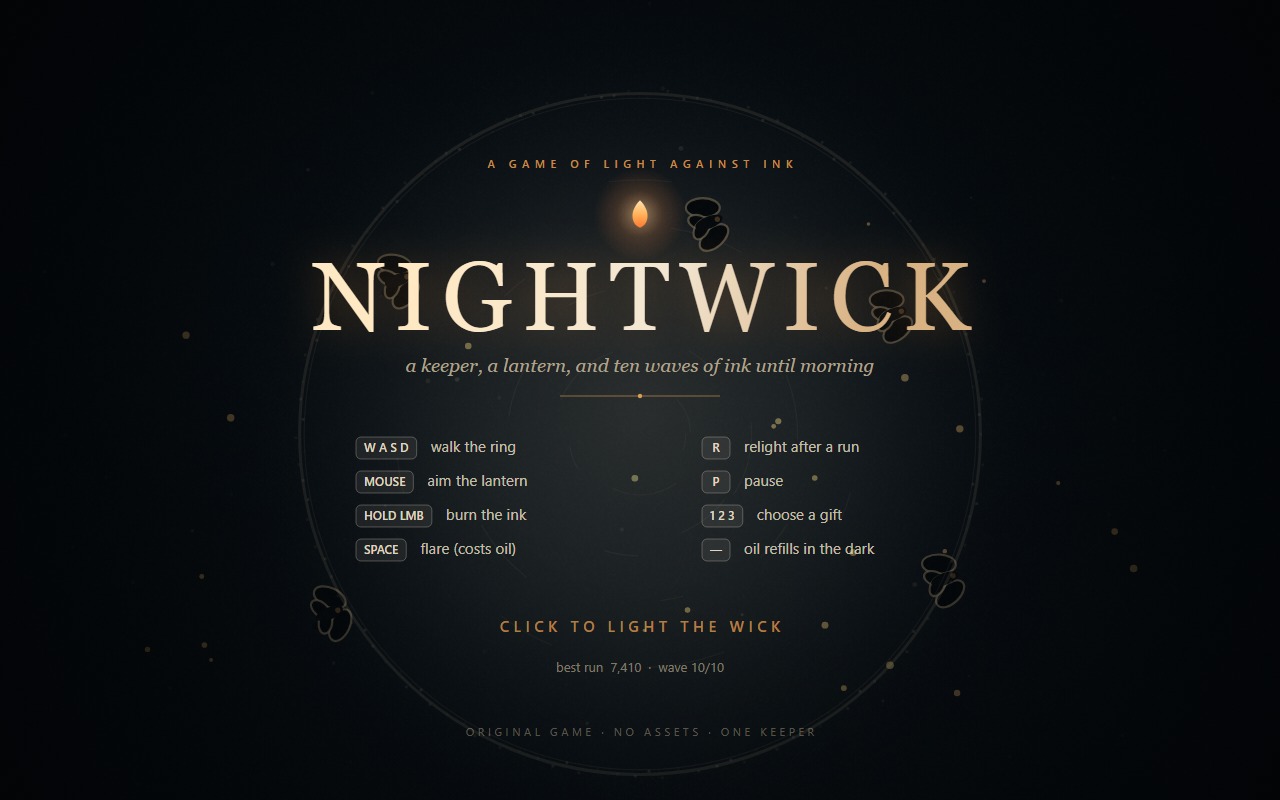 A GAME OF LIGHT AGAINST INK
NIGHTWICK
a keeper, a lantern, and ten waves of ink until morning
W A S D walk the ring
MOUSE aim the lantern
HOLD LMB burn the ink
SPACE flare (costs oil)
R relight after a run
P pause
1 2 3 choose a gift
— oil refills in the dark
CLICK TO LIGHT THE WICK
best run 7,410 · wave 10/10
ORIGINAL GAME · NO ASSETS · ONE KEEPER